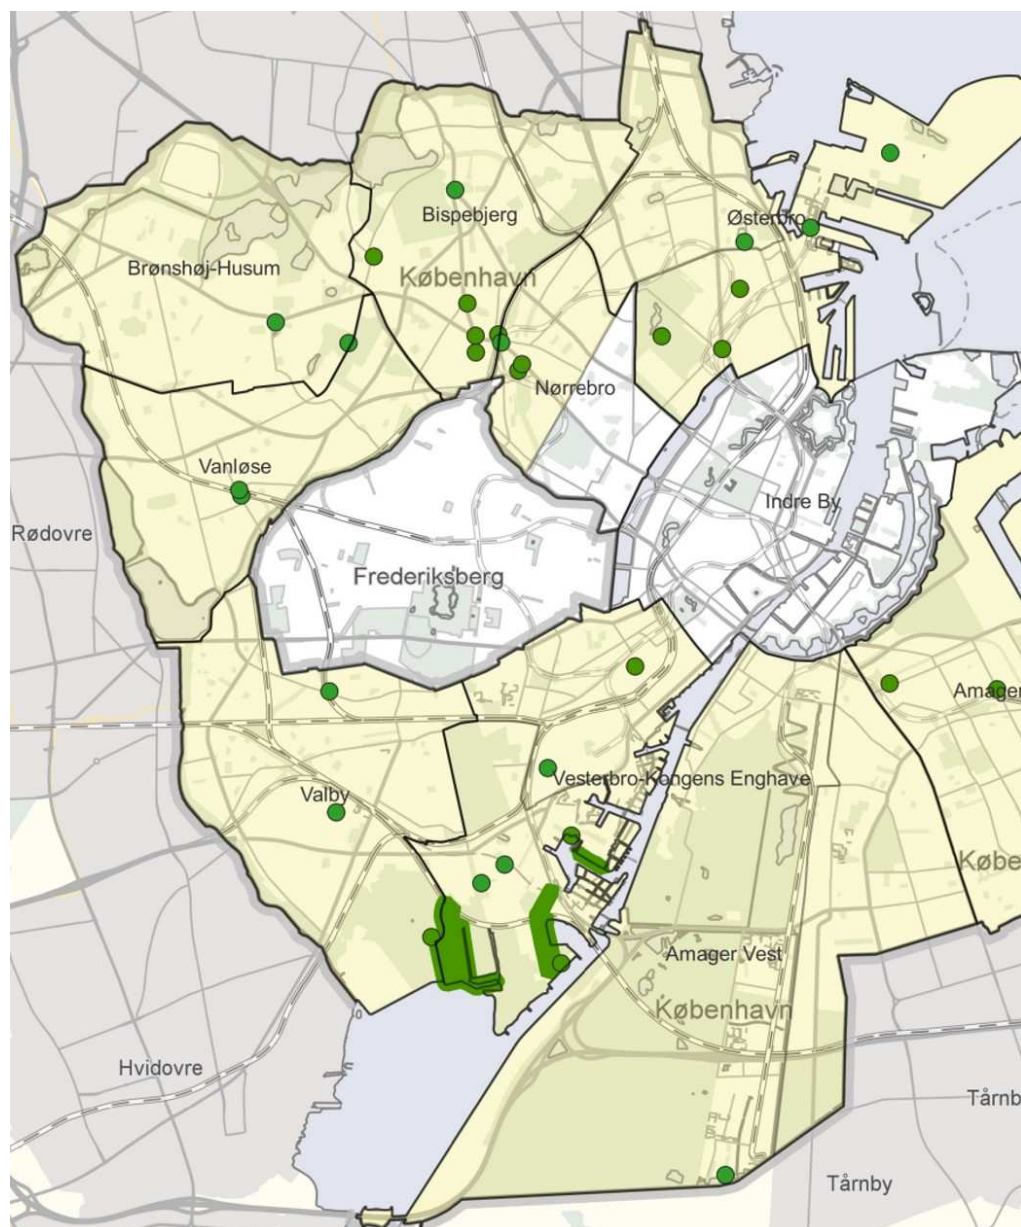 Bispebjerg
Østerbro
Brønshøj-Husum
København
Nørrebro
Vanløse
Indre By
Rødovre
Frederiksberg
Amager
Vesterbro-Kongens Enghave
Valby
Købe
Amager Vest
København
Hvidovre
Tårnb
Tårnby